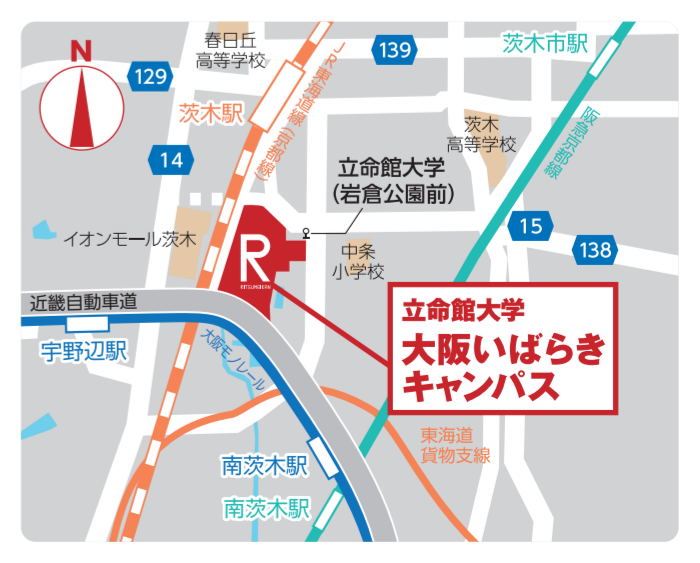 春日丘
高等学校
139
茨木市駅
N
129
茨木駅
JR東海道線(京都線)
茨木
高等学校
阪急京都線
14
立命館大学
(岩倉公園前)
15
138
イオンモール茨木
R
RITSUMEIKAN
中条
小学校
近畿自動車道
立命館大学
大阪いばらき
キャンパス
宇野辺駅
大阪モノレール
東海道
貨物支線
南茨木駅
南茨木駅